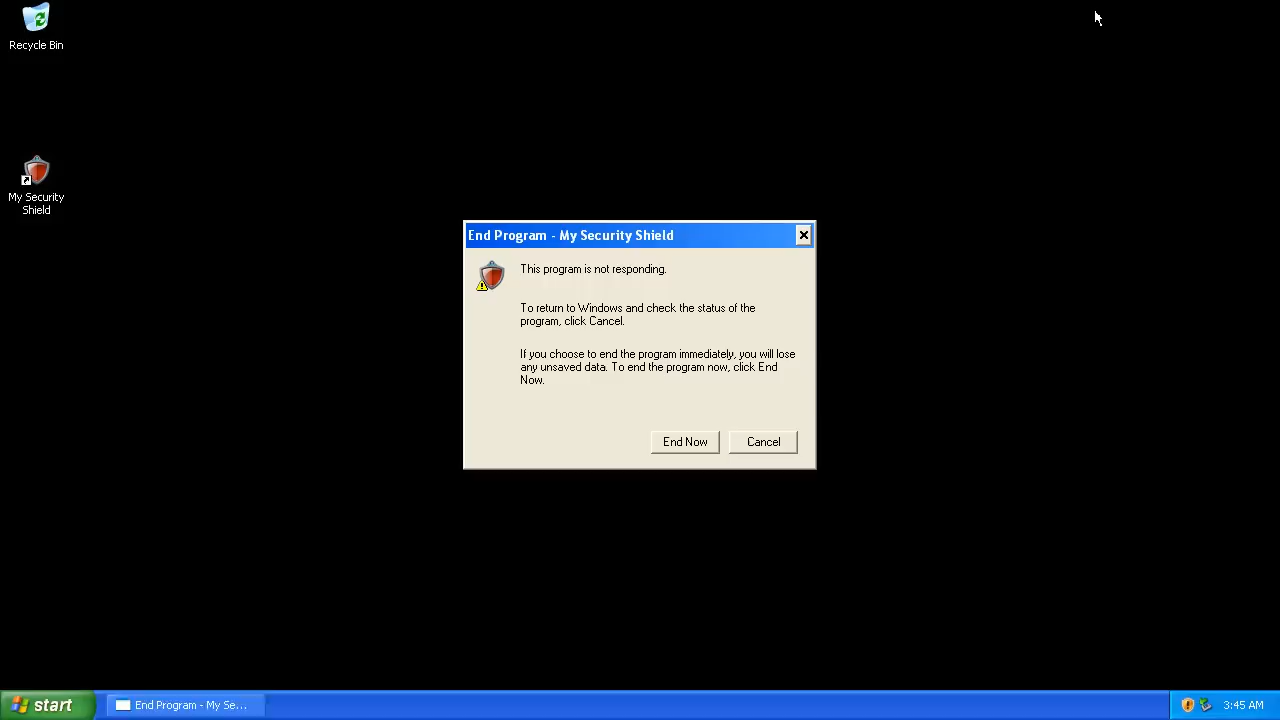 Recycle Bin
My Security
Shield
End Program - My Security Shield
This program is not responding.
To return to Windows and check the status of the
program, click Cancel.
If you choose to end the program immediately, you will lose
any unsaved data. To end the program now, click End
Now.
End Now
Cancel
start
End Program - My Se...
3:45 AM